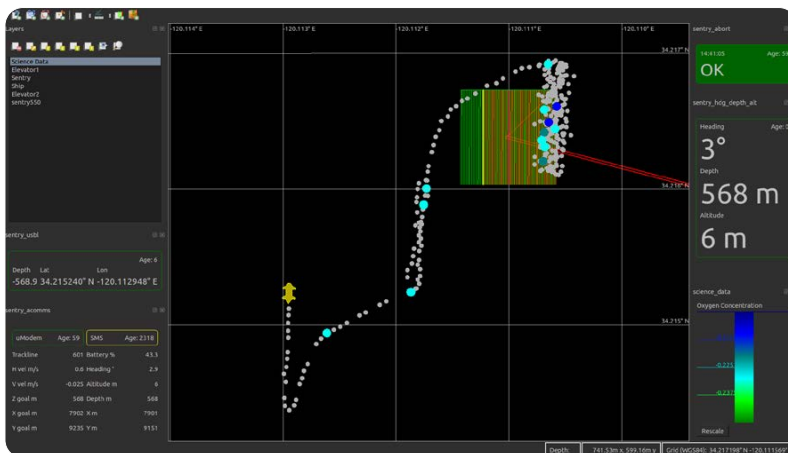 -120.114° E
-120.113° E
-120.112° E
-120.111° E
-120.110° E
Layers
Science Data
Elevator1
Sentry
Ship
Elevator2
sentry550
sentry_usbl
Age: 6
Depth Lat Lon
-568.9 34.215240° N -120.112948° E
sentry_acomms
uModem Age: 59 SMS Age: 2318
Trackline 601 Battery % 43.3
H vel m/s 0.6 Heading ° 2.9
V vel m/s -0.025 Altitude m 6
Z goal m 568 Depth m 568
X goal m 7902 X m 7901
Y goal m 9235 Y m 9151
34.217° N
34.215° N
sentry_abort
14:41:05
OK
sentry_hdg_depth_alt
Heading
3°
Depth
568 m
Altitude
6 m
science_data
Oxygen Concentration
Rescale
Depth: 741.53m x, 599.16m y Grid (WGS84): 34.217198° N -120.111569°